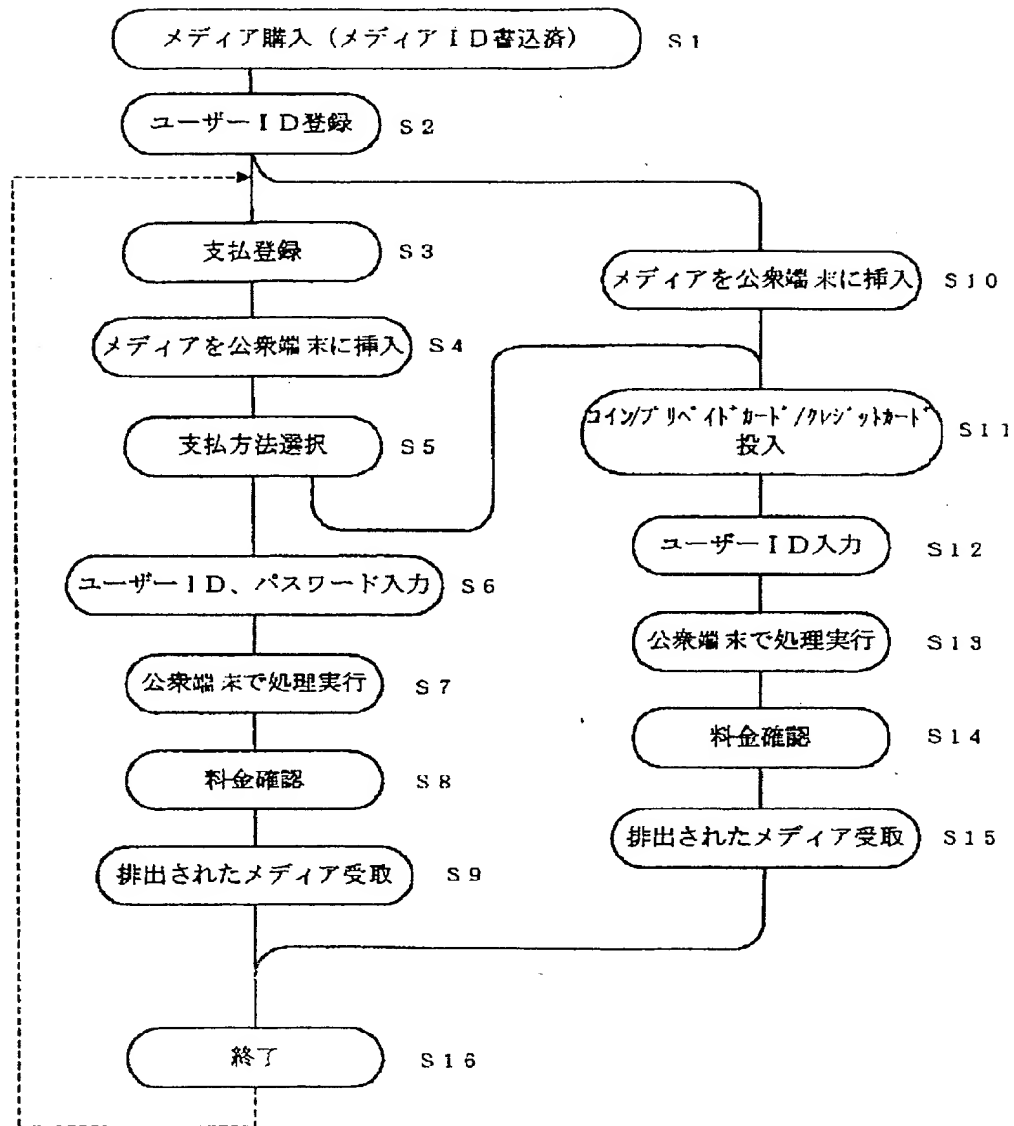 メディア購入（メディアＩＤ書込済） Ｓ１
ユーザーＩＤ登録 Ｓ２
支払登録 Ｓ３
メディアを公衆端末に挿入 Ｓ４
支払方法選択 Ｓ５
ユーザーＩＤ、パスワード入力 Ｓ６
公衆端末で処理実行 Ｓ７
料金確認 Ｓ８
排出されたメディア受取 Ｓ９
メディアを公衆端末に挿入 Ｓ１０
ｺｲﾝ/ﾌﾟﾘﾍﾟｲﾄﾞｶｰﾄﾞ/ｸﾚｼﾞｯﾄｶｰﾄﾞ
投入 Ｓ１１
ユーザーＩＤ入力 Ｓ１２
公衆端末で処理実行 Ｓ１３
料金確認 Ｓ１４
排出されたメディア受取 Ｓ１５
終了 Ｓ１６